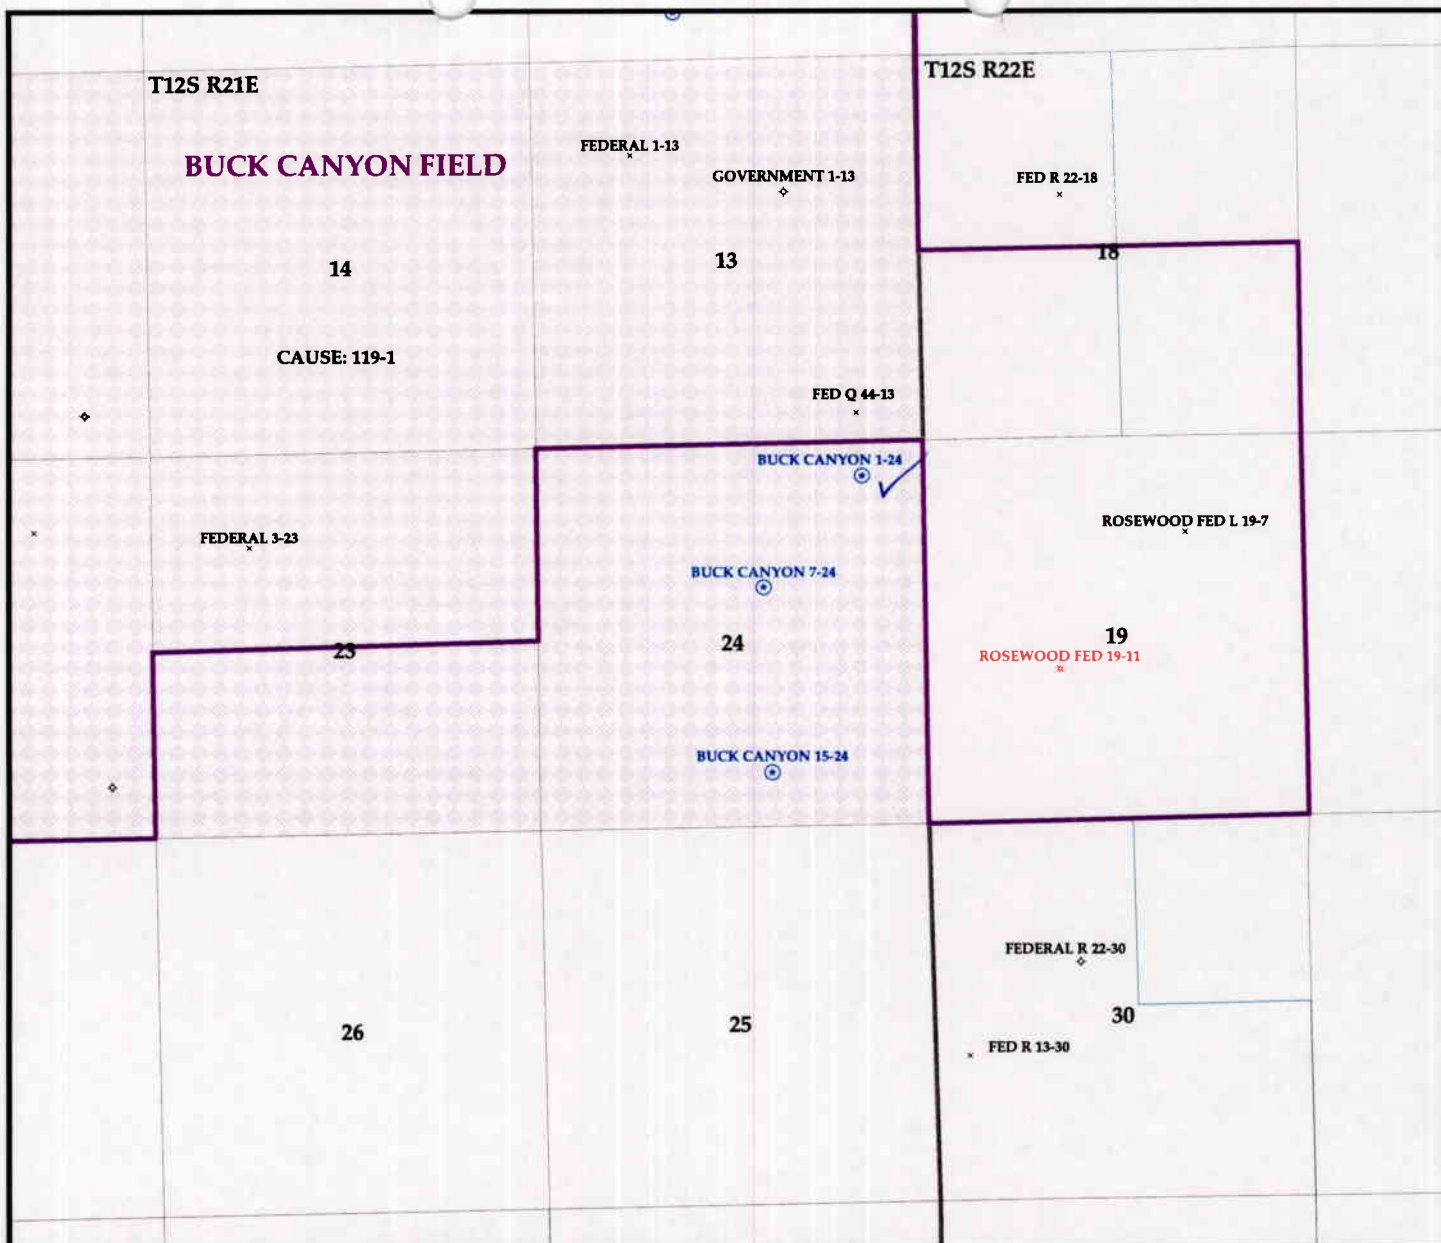 T12S R21E
T12S R22E
BUCK CANYON FIELD
FEDERAL 1-13
GOVERNMENT 1-13
FED R 22-18
14
13
18
CAUSE: 119-1
FED Q 44-13
BUCK CANYON 1-24
ROSEWOOD FED L 19-7
FEDERAL 3-23
BUCK CANYON 7-24
23
24
19
ROSEWOOD FED 19-11
BUCK CANYON 15-24
FEDERAL R 22-30
26
25
30
FED R 13-30